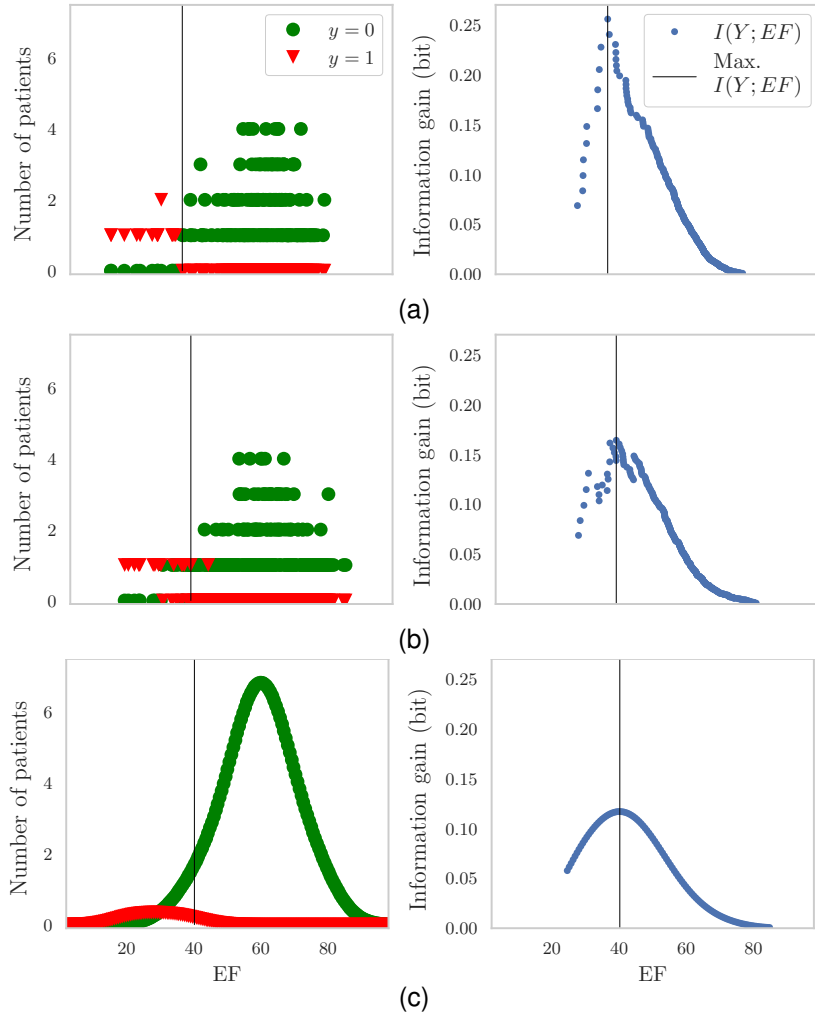 Number of patients
6
4
2
0
y = 0
y = 1
Information gain (bit)
0.25
0.20
0.15
0.10
0.05
0.00
I(Y; EF)
Max.
I(Y; EF)
(a)
Number of patients
6
4
2
0
Information gain (bit)
0.25
0.20
0.15
0.10
0.05
0.00
(b)
Number of patients
6
4
2
0
20 40 60 80
EF
Information gain (bit)
0.25
0.20
0.15
0.10
0.05
0.00
20 40 60 80
EF
(c)